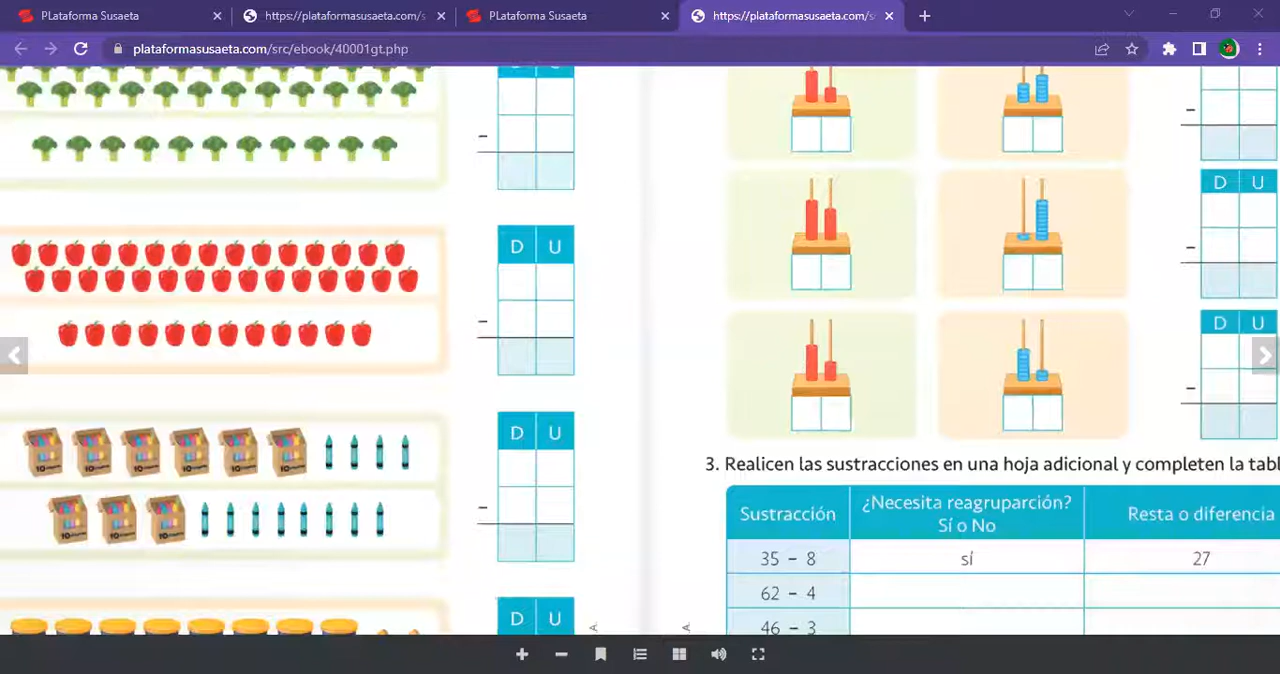 PLataforma Susaeta
https://plataformasusaeta.com/s
PLataforma Susaeta
https://plataformasusaeta.com/s
plataformasusaeta.com/src/ebook/40001gt.php
D U
-
-
D U
-
D U
-
D U
-
D U
-
D U
3. Realicen las sustracciones en una hoja adicional y completen la tabl
Sustracción
¿Necesita reagruparción?
Sí o No
Resta o diferencia
35 - 8 sí 27
62 - 4
46 - 3